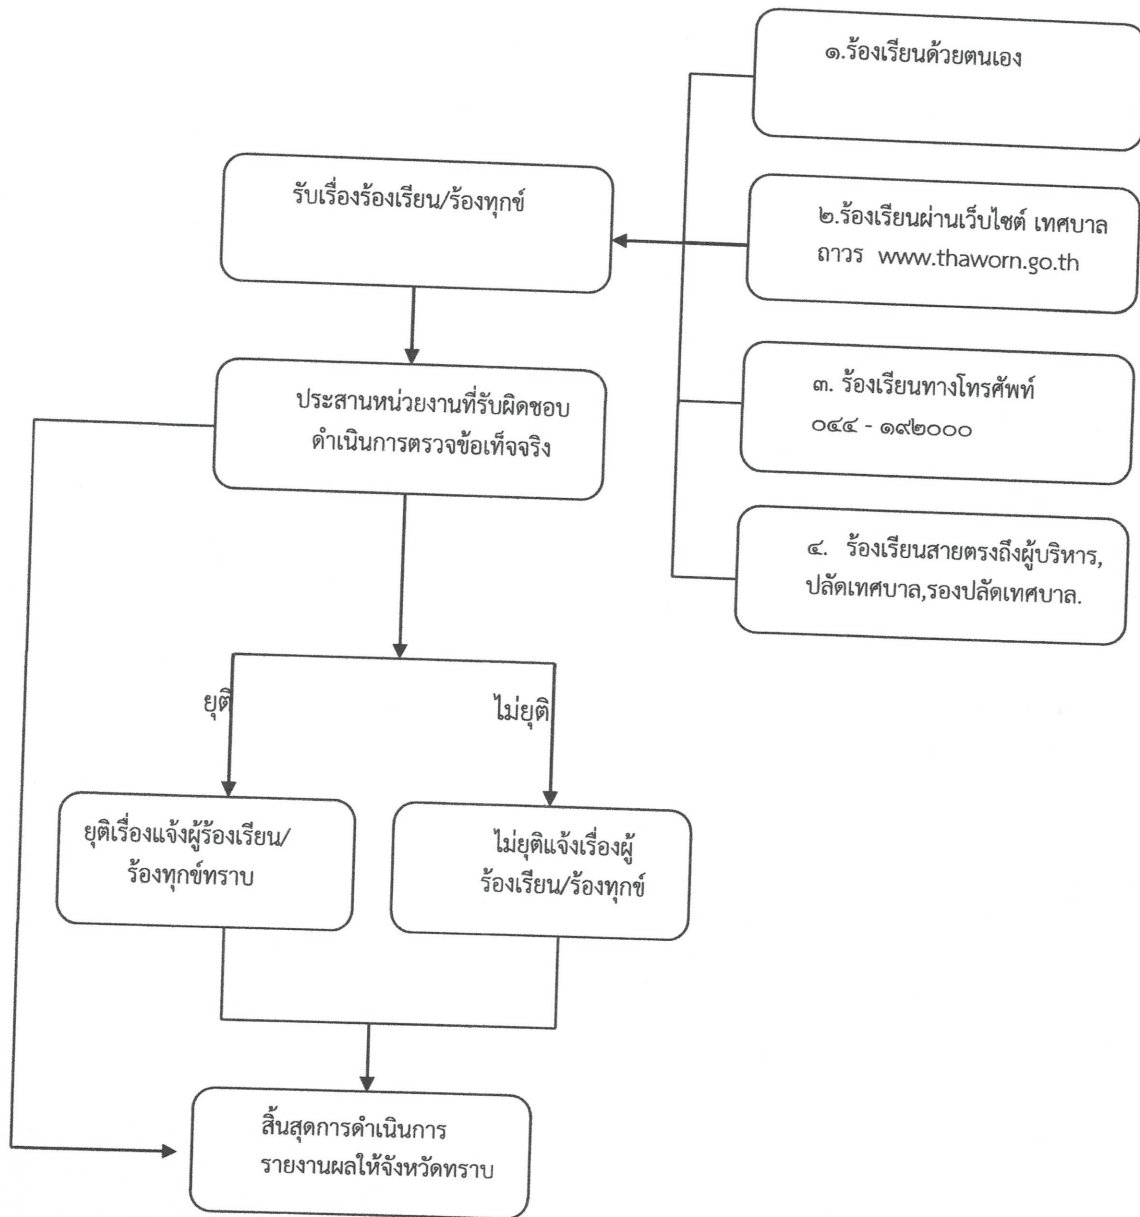 ๑.ร้องเรียนด้วยตนเอง
รับเรื่องร้องเรียน/ร้องทุกข์
๒.ร้องเรียนผ่านเว็บไซต์ เทศบาล
ถาวร www.thaworn.go.th
๓. ร้องเรียนทางโทรศัพท์
๐๔๔ - ๑๙๒๐๐๐
ประสานหน่วยงานที่รับผิดชอบ
ดำเนินการตรวจข้อเท็จจริง
๔. ร้องเรียนสายตรงถึงผู้บริหาร,
ปลัดเทศบาล,รองปลัดเทศบาล.
ยุติ
ไม่ยุติ
ยุติเรื่องแจ้งผู้ร้องเรียน/
ร้องทุกข์ทราบ
ไม่ยุติแจ้งเรื่องผู้
ร้องเรียน/ร้องทุกข์
สิ้นสุดการดำเนินการ
รายงานผลให้จังหวัดทราบ